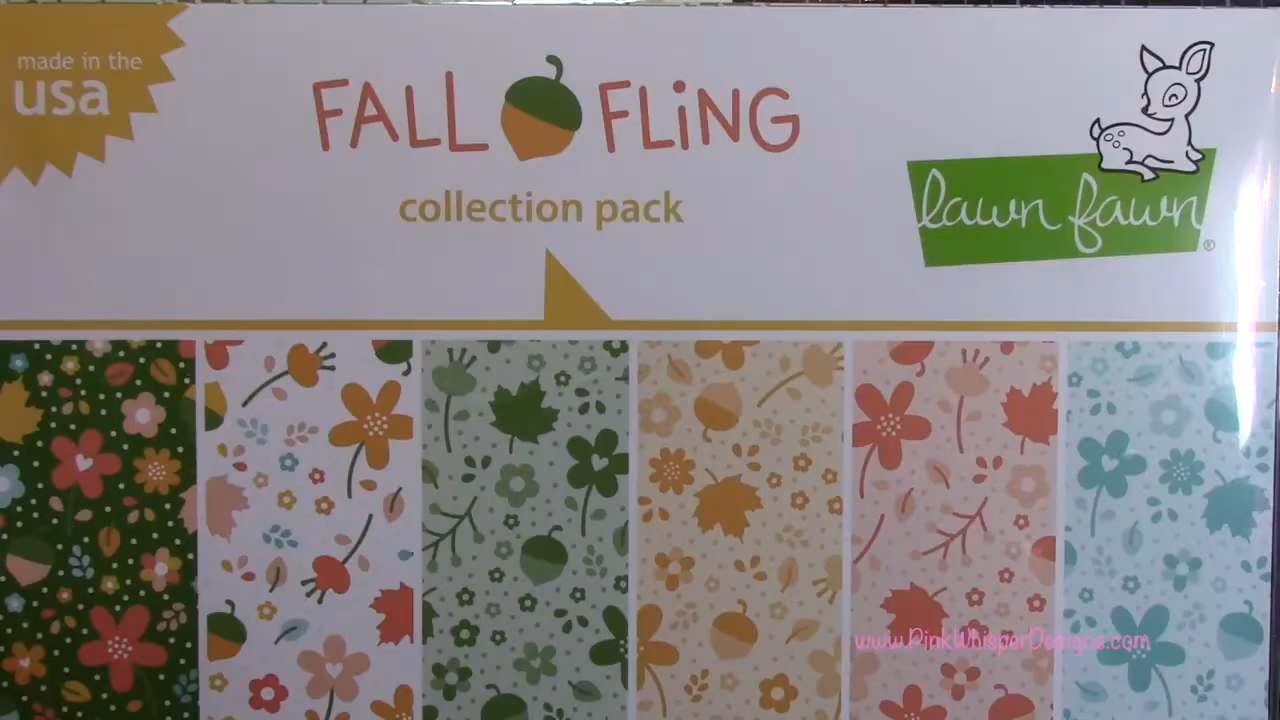 made in the
usa
FALL FLiNG
collection pack
lawn fawn
®
www.PinkWhisperDesigns.com